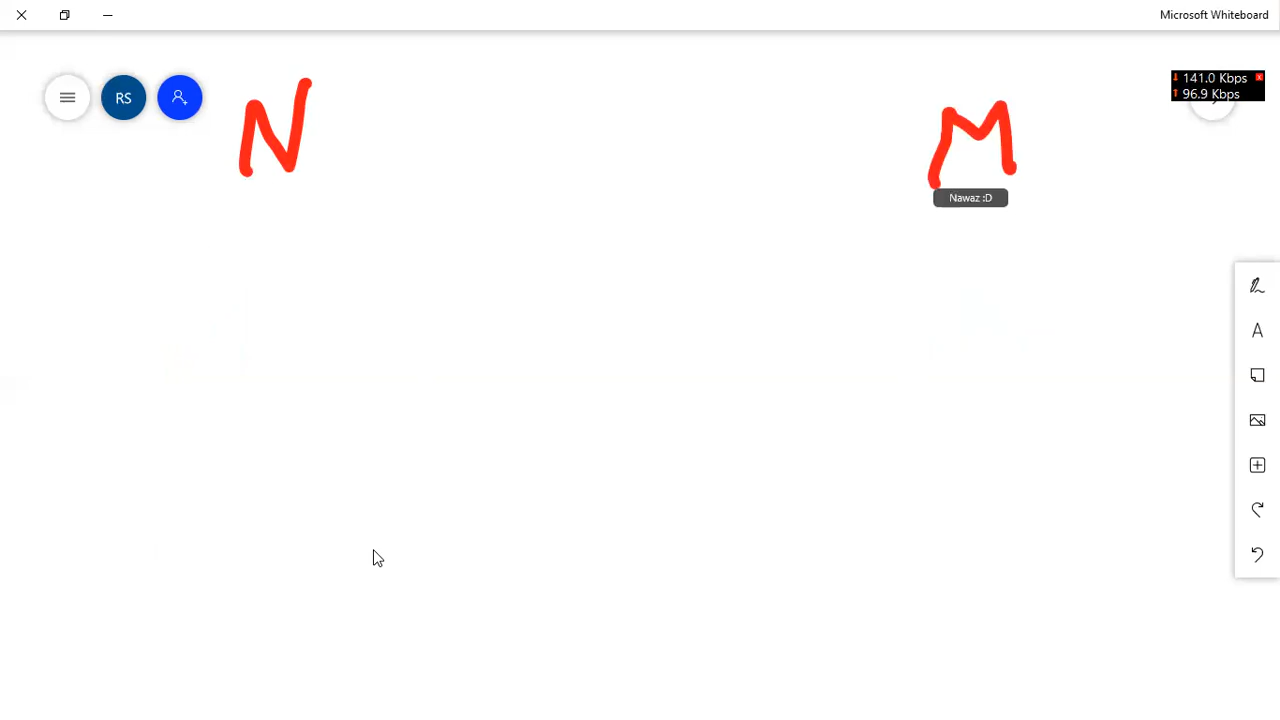 Microsoft Whiteboard
141.0 Kbps
96.9 Kbps
RS
N M
Nawaz :D
A